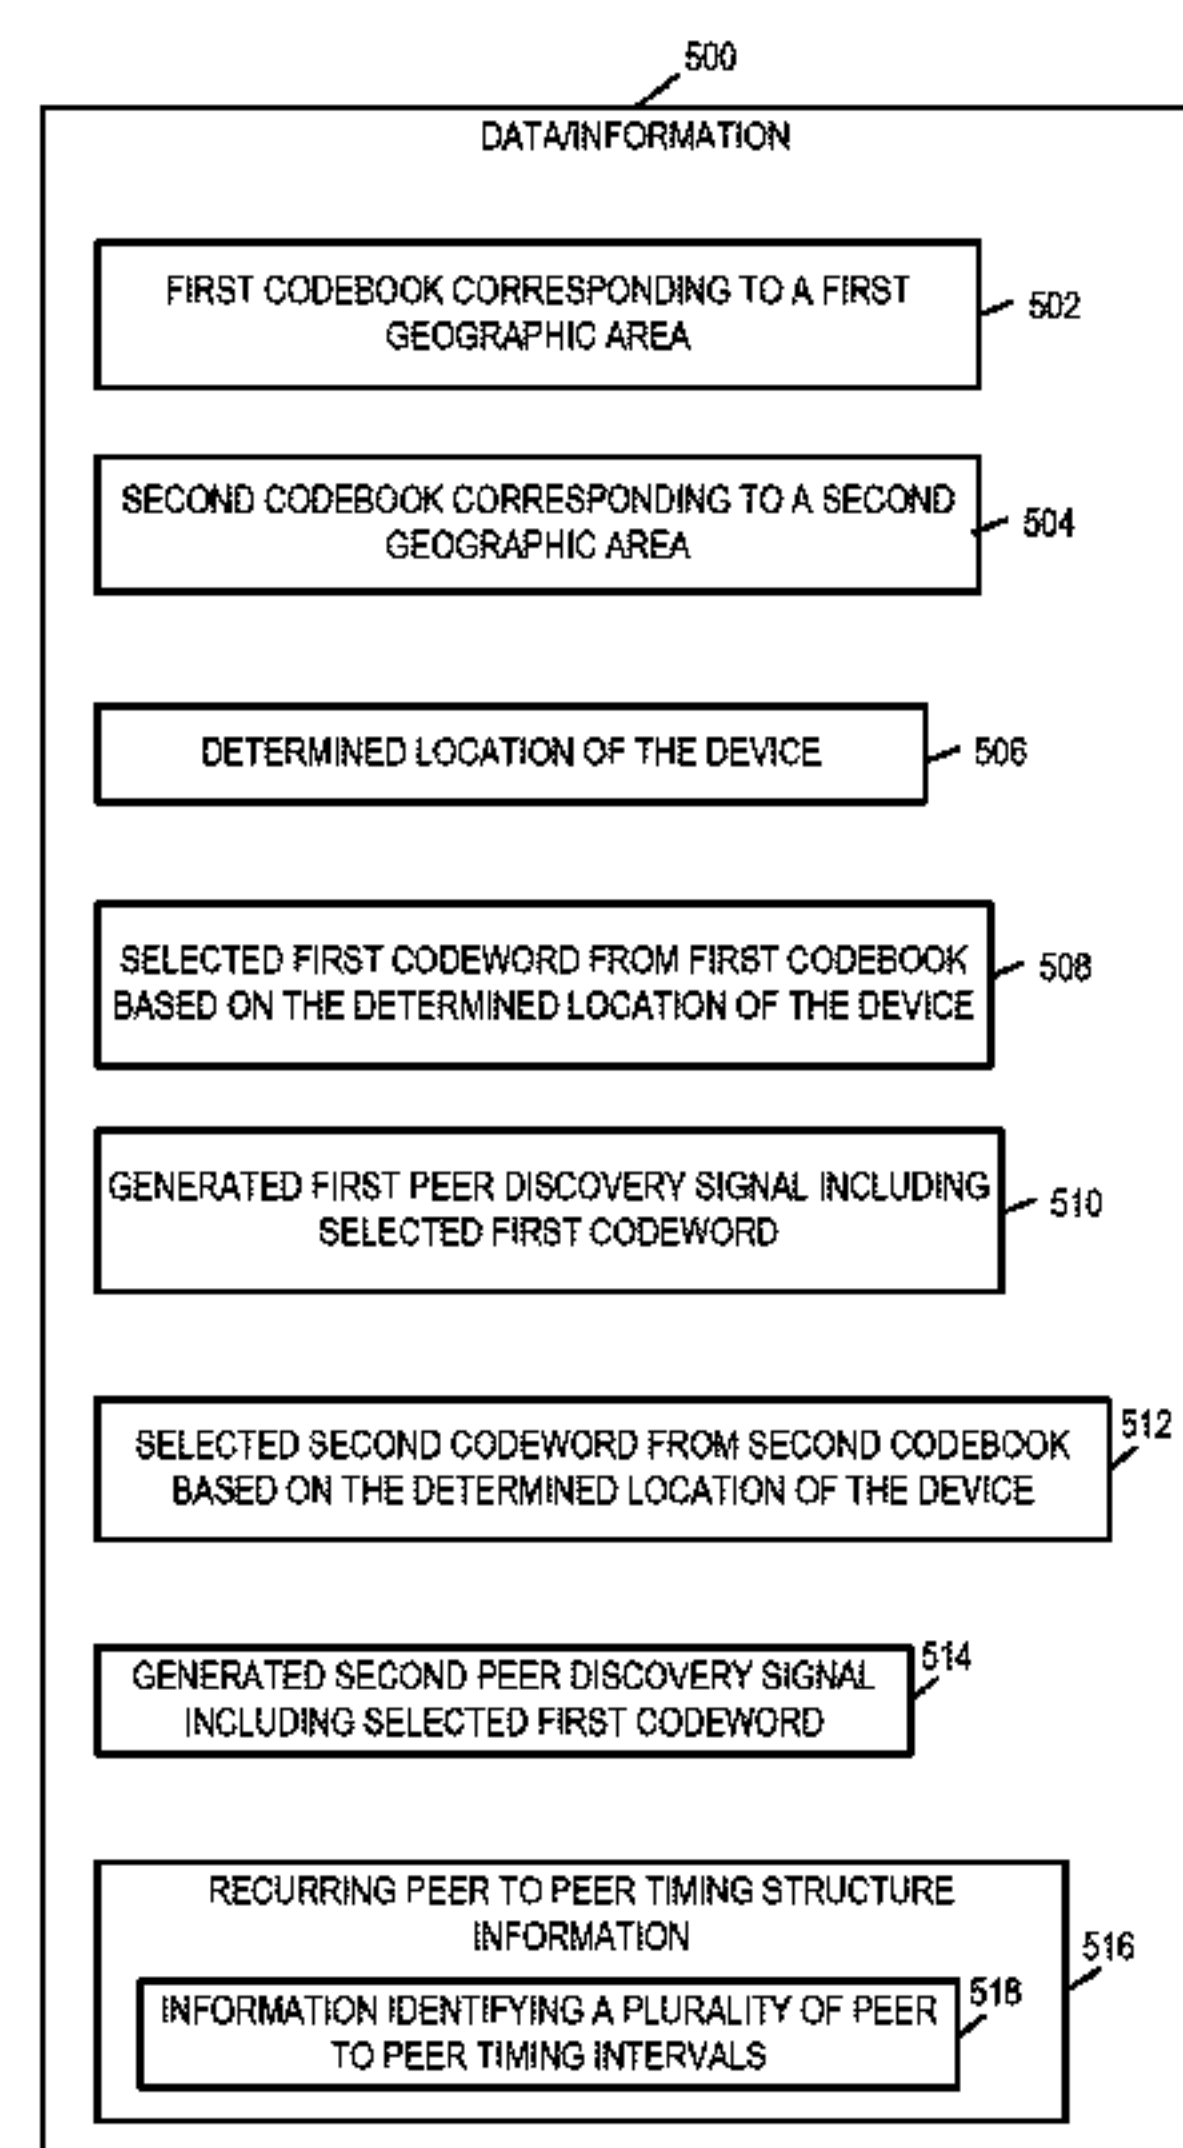 500
DATA/INFORMATION
FIRST CODEBOOK CORRESPONDING TO A FIRST
GEOGRAPHIC AREA
502
SECOND CODEBOOK CORRESPONDING TO A SECOND
GEOGRAPHIC AREA
504
DETERMINED LOCATION OF THE DEVICE
506
SELECTED FIRST CODEWORD FROM FIRST CODEBOOK
BASED ON THE DETERMINED LOCATION OF THE DEVICE
508
GENERATED FIRST PEER DISCOVERY SIGNAL INCLUDING
SELECTED FIRST CODEWORD
510
SELECTED SECOND CODEWORD FROM SECOND CODEBOOK
BASED ON THE DETERMINED LOCATION OF THE DEVICE
512
GENERATED SECOND PEER DISCOVERY SIGNAL
INCLUDING SELECTED FIRST CODEWORD
514
RECURRING PEER TO PEER TIMING STRUCTURE
INFORMATION
516
INFORMATION IDENTIFYING A PLURALITY OF PEER
TO PEER TIMING INTERVALS
518